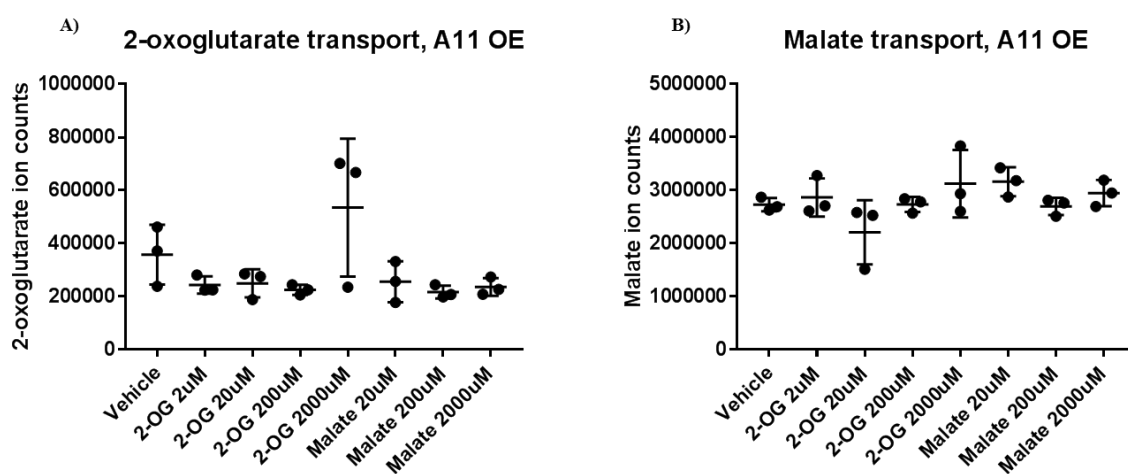 A)
2-oxoglutarate transport, A11 OE
2-oxoglutarate ion counts
1000000
800000
600000
400000
200000
0
Vehicle
2-OG 2uM
2-OG 20uM
2-OG 200uM
2-OG 2000uM
Malate 20uM
Malate 200uM
Malate 2000uM
B)
Malate transport, A11 OE
Malate ion counts
5000000
4000000
3000000
2000000
1000000
0
Vehicle
2-OG 2uM
2-OG 20uM
2-OG 200uM
2-OG 2000uM
Malate 20uM
Malate 200uM
Malate 2000uM